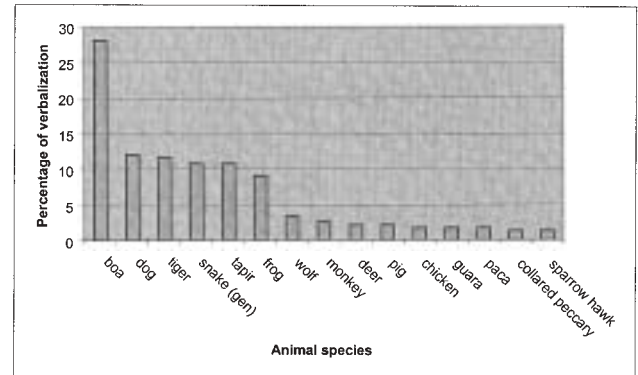 Percentage of verbalization
30
25
20
15
10
5
0
boa
dog
tiger
snake (gen)
tapir
frog
wolf
monkey
deer
pig
chicken
guara
paca
collared peccary
sparrow hawk
Animal species